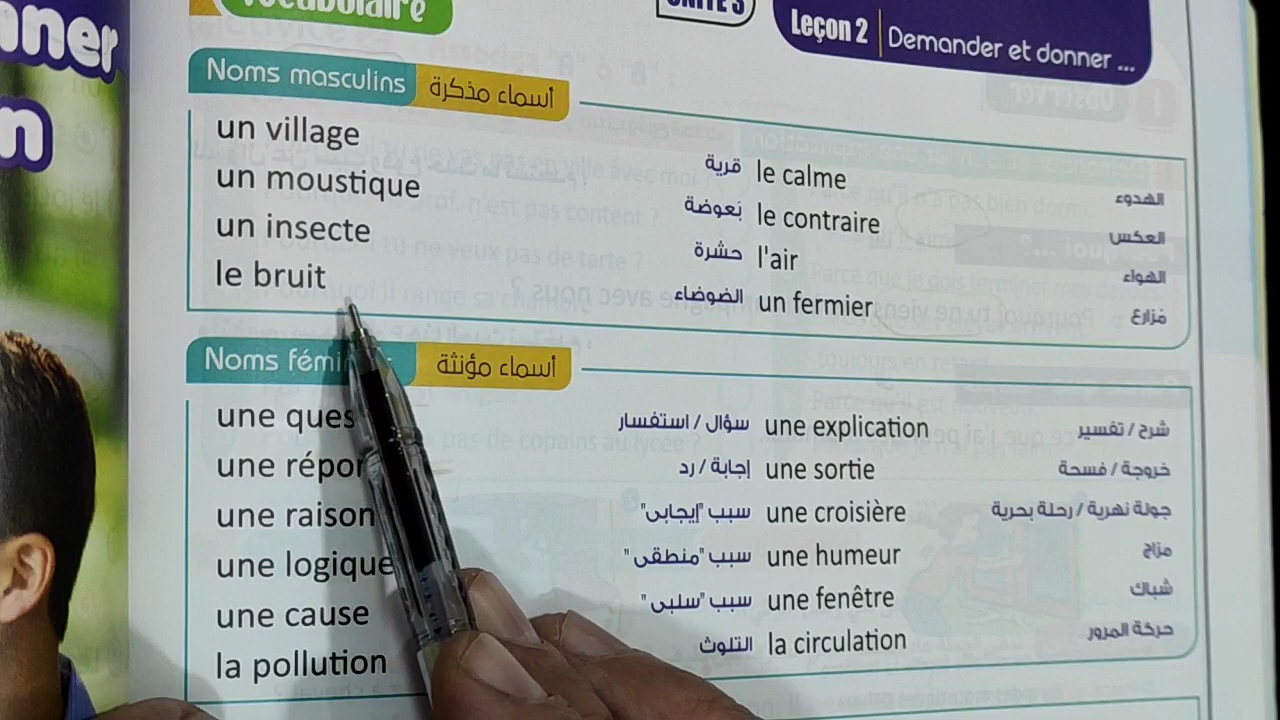 nner
n
Vocabulaire
UNITÉ 3
Leçon 2 | Demander et donner ...
Noms masculins أسماء مذكرة
un village قرية le calme الهدوء
un moustique بَعوضة le contraire العكس
un insecte حشرة l'air الهواء
le bruit الضوضاء un fermier مُزارع
Noms fémi أسماء مؤنثة
une ques سؤال / استفسار une explication شرح / تفسير
une répon إجابة / رد une sortie خروجة / فسحة
une raison سبب "إيجابى" une croisière جولة نهرية / رحلة بحرية
une logique سبب "منطقى" une humeur مزاج
une cause سبب "سلبى" une fenêtre شباك
la pollution التلوث la circulation حركة المرور